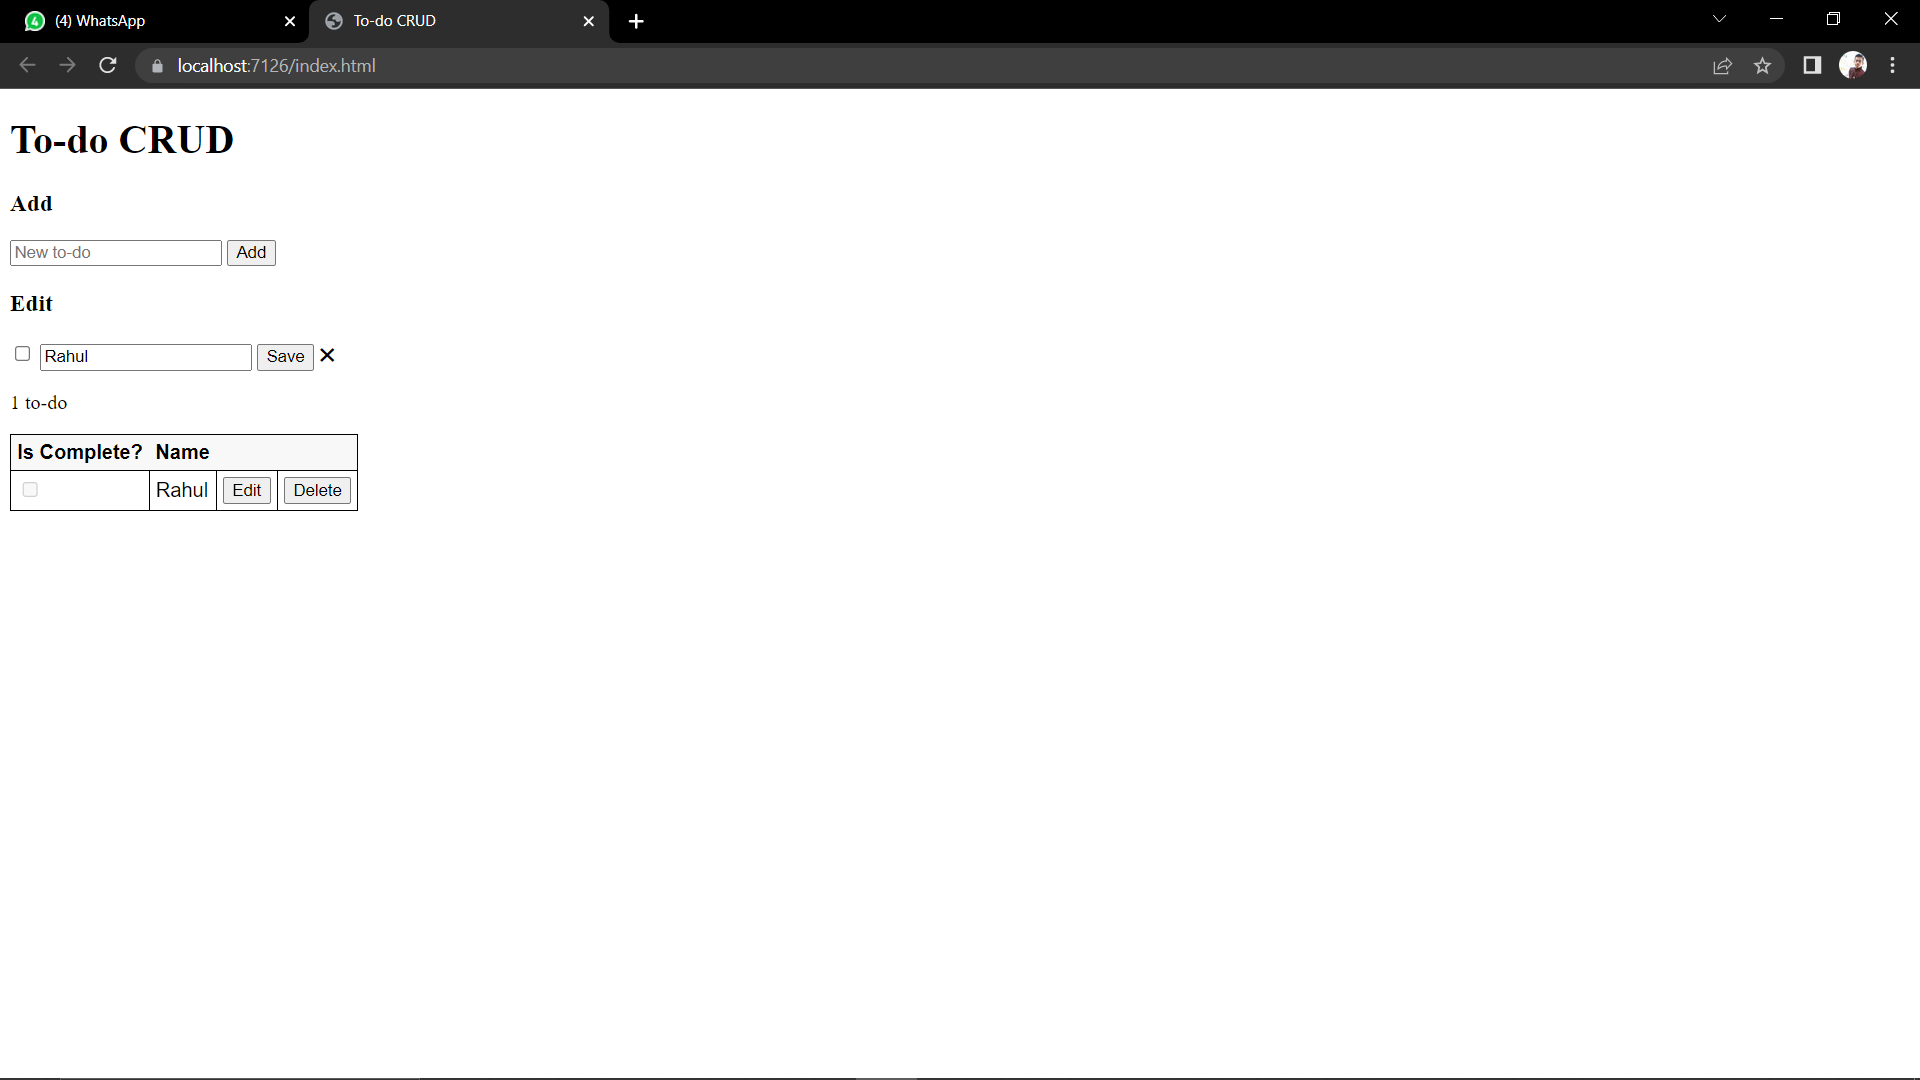 (4) WhatsApp
To-do CRUD
localhost:7126/index.html
To-do CRUD
Add
New to-do Add
Edit
Rahul Save ✕
1 to-do
Is Complete? Name
Rahul Edit Delete